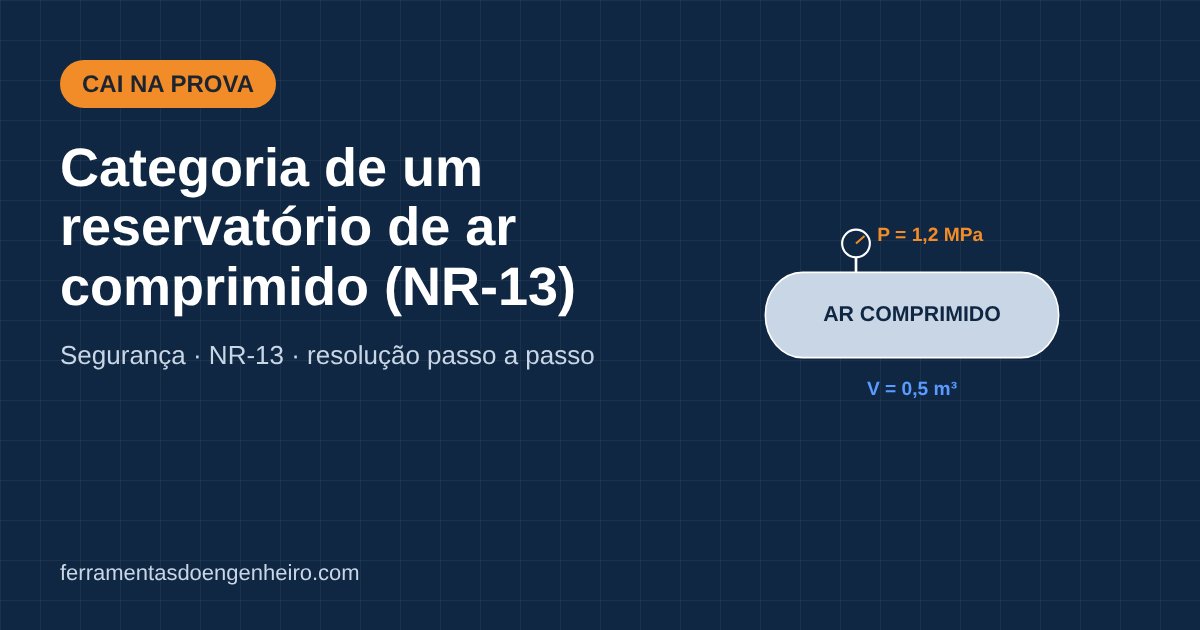 CAI NA PROVA
Categoria de um
reservatório de ar
comprimido (NR-13)
Segurança · NR-13 · resolução passo a passo
P = 1,2 MPa
AR COMPRIMIDO
V = 0,5 m³
ferramentasdoengenheiro.com